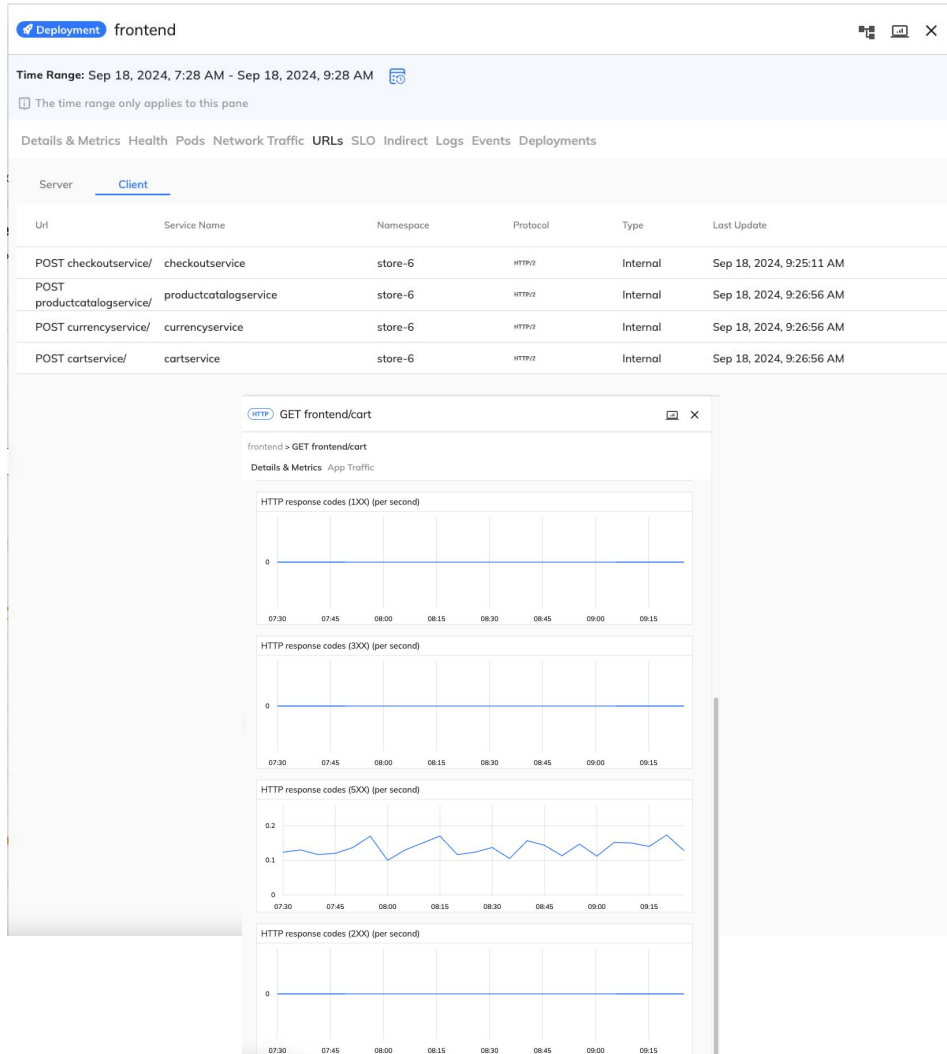 Deployment frontend
Time Range: Sep 18, 2024, 7:28 AM - Sep 18, 2024, 9:28 AM
The time range only applies to this pane
Details & Metrics Health Pods Network Traffic URLs SLO Indirect Logs Events Deployments
Server Client
Url Service Name Namespace Protocol Type Last Update
POST checkoutservice/ checkoutservice store-6 HTTP/2 Internal Sep 18, 2024, 9:25:11 AM
POST
productcatalogservice/ productcatalogservice store-6 HTTP/2 Internal Sep 18, 2024, 9:26:56 AM
POST currencyservice/ currencyservice store-6 HTTP/2 Internal Sep 18, 2024, 9:26:56 AM
POST cartservice/ cartservice store-6 HTTP/2 Internal Sep 18, 2024, 9:26:56 AM
HTTP GET frontend/cart
frontend > GET frontend/cart
Details & Metrics App Traffic
HTTP response codes (1XX) (per second)
0
07:30 07:45 08:00 08:15 08:30 08:45 09:00 09:15
HTTP response codes (3XX) (per second)
0
07:30 07:45 08:00 08:15 08:30 08:45 09:00 09:15
HTTP response codes (5XX) (per second)
0.2
0.1
0
07:30 07:45 08:00 08:15 08:30 08:45 09:00 09:15
HTTP response codes (2XX) (per second)
0
07:30 07:45 08:00 08:15 08:30 08:45 09:00 09:15